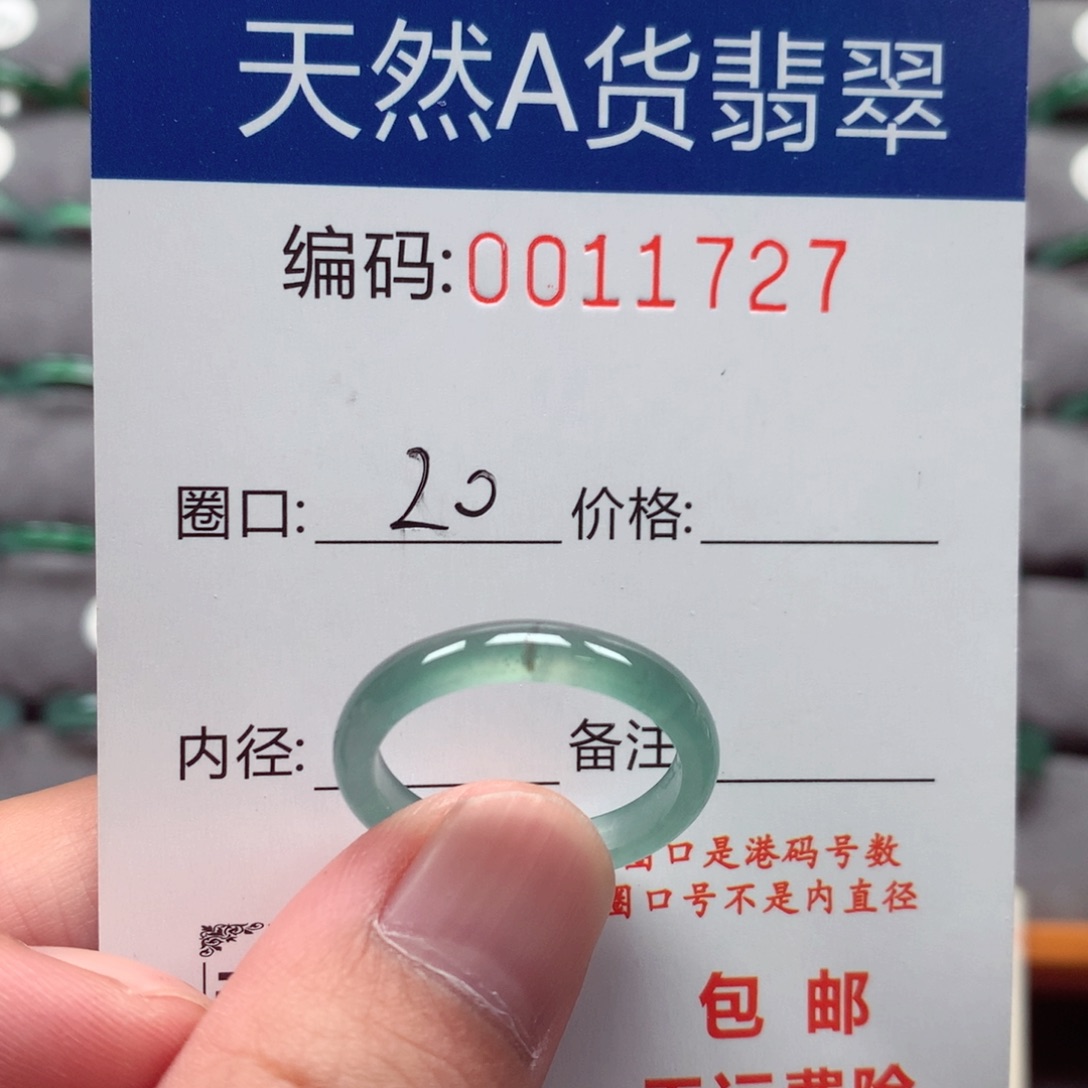 天然A货翡翠
编码:0011727
圈口: 20 价格:
内径: 备注
口是港码号数
圈口号不是内直径
包 邮